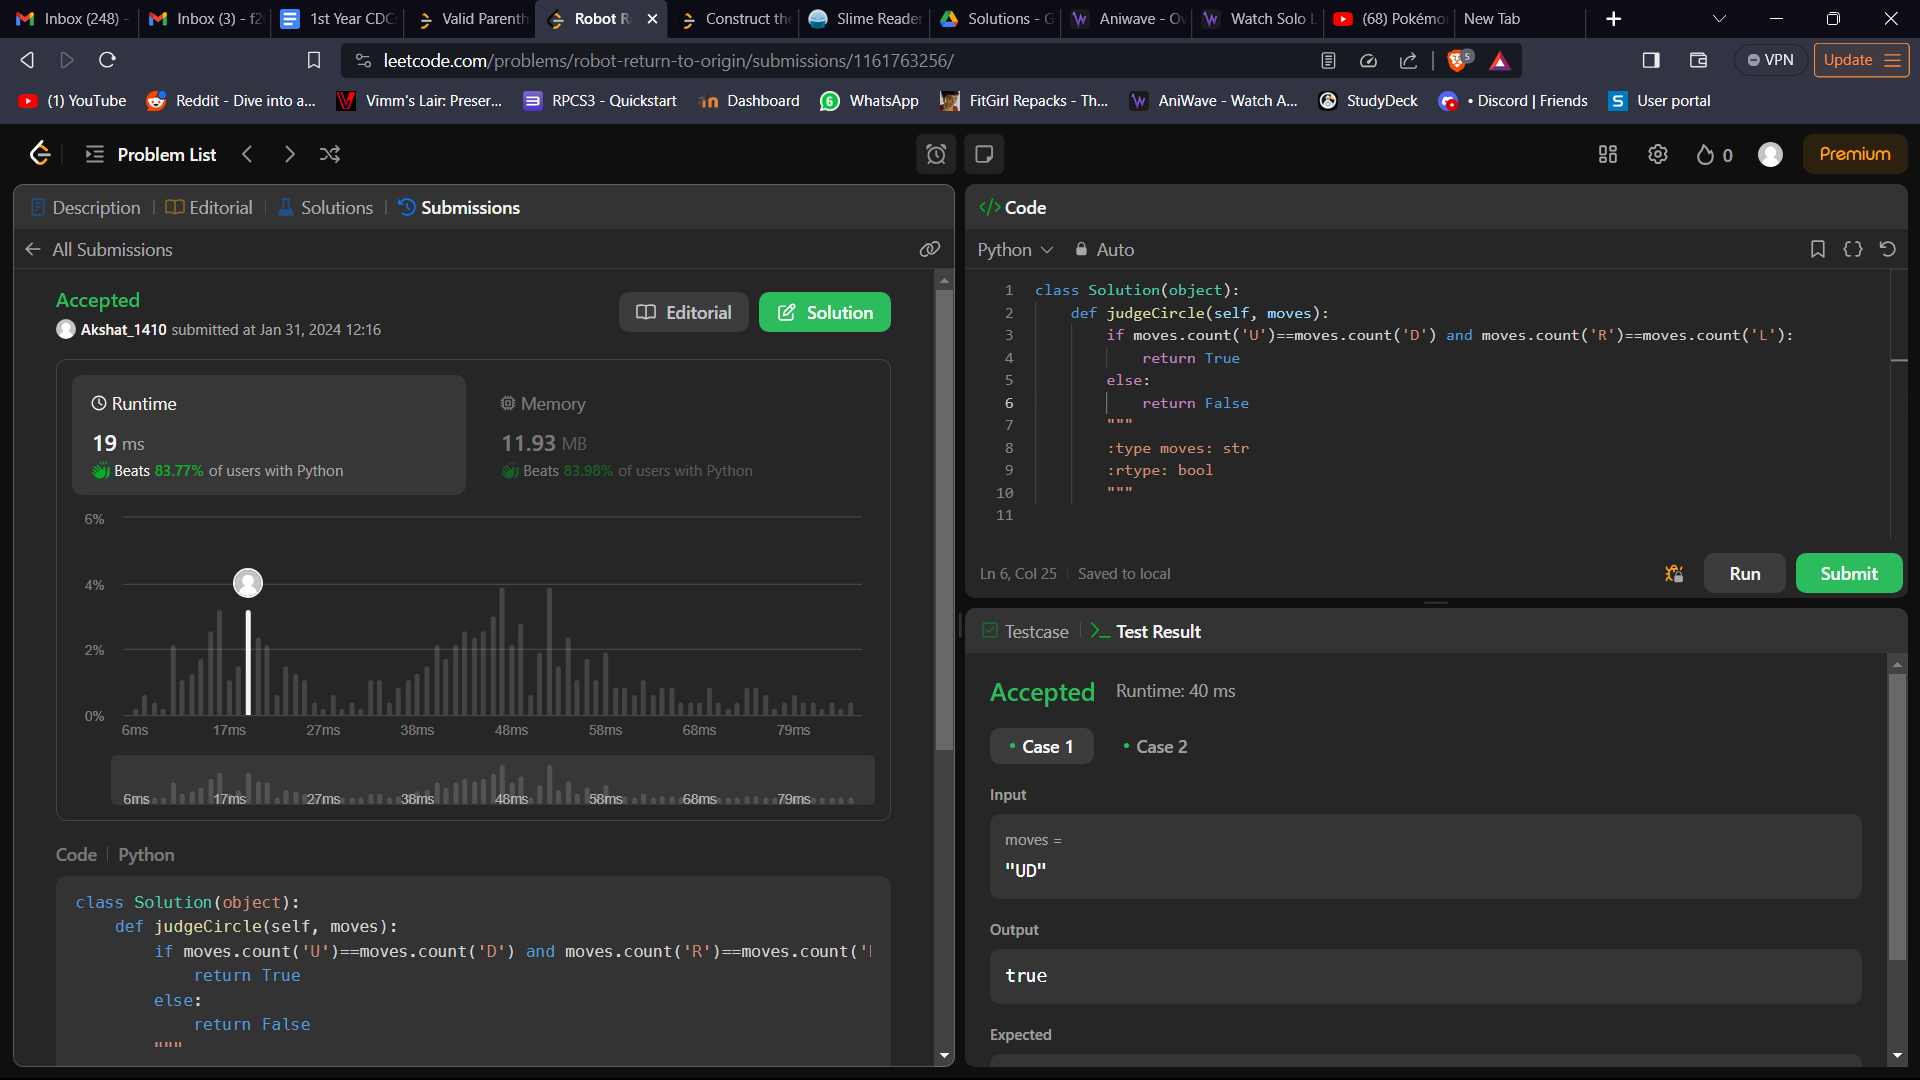 Inbox (248) -
Inbox (3) - f2
1st Year CDC
Valid Parenth
Robot R
Construct the
Slime Reader
Solutions - G
Aniwave - Ov
Watch Solo L
(68) Pokémon
New Tab
leetcode.com/problems/robot-return-to-origin/submissions/1161763256/
5
VPN
Update
(1) YouTube
Reddit - Dive into a...
Vimm's Lair: Preser...
RPCS3 - Quickstart
Dashboard
WhatsApp
FitGirl Repacks - Th...
AniWave - Watch A...
StudyDeck
• Discord | Friends
User portal
Problem List
0
Premium
Description
Editorial
Solutions
Submissions
All Submissions
Accepted
Akshat_1410 submitted at Jan 31, 2024 12:16
Editorial
Solution
Runtime
19 ms
Beats 83.77% of users with Python
Memory
11.93 MB
Beats 83.98% of users with Python
6%
4%
2%
0%
6ms 17ms 27ms 38ms 48ms 58ms 68ms 79ms
6ms 17ms 27ms 38ms 48ms 58ms 68ms 79ms
Code | Python
class Solution(object):
def judgeCircle(self, moves):
if moves.count('U')==moves.count('D') and moves.count('R')==moves.count('
return True
else:
return False
"""
Code
Python
Auto
1 class Solution(object):
2 def judgeCircle(self, moves):
3 if moves.count('U')==moves.count('D') and moves.count('R')==moves.count('L'):
4 return True
5 else:
6 return False
7 """
8 :type moves: str
9 :rtype: bool
10 """
11
Ln 6, Col 25 | Saved to local
Run
Submit
Testcase
Test Result
Accepted
Runtime: 40 ms
• Case 1
• Case 2
Input
moves =
"UD"
Output
true
Expected